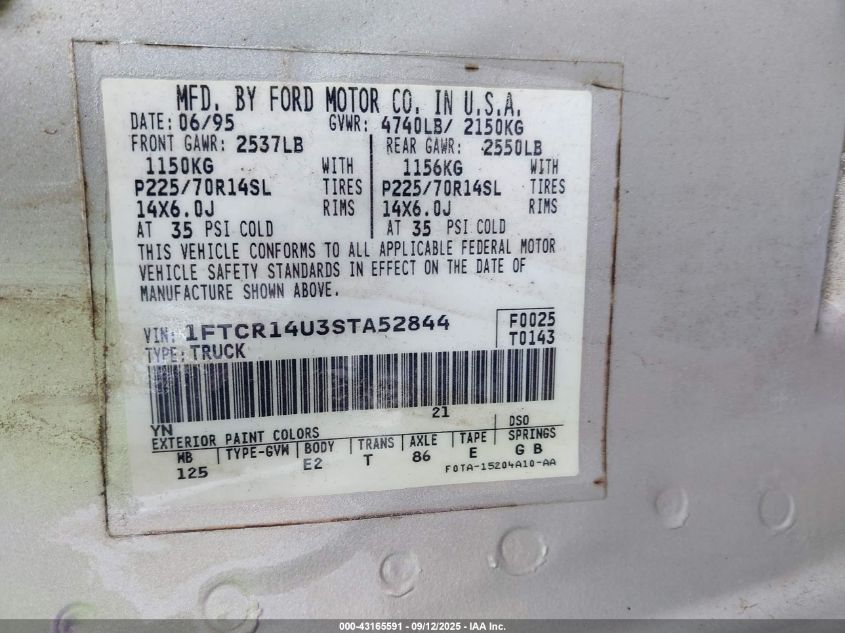 MFD. BY FORD MOTOR CO. IN U.S.A.
DATE: 06/95 GVWR: 4740LB/ 2150KG
FRONT GAWR: 2537LB REAR GAWR: 2550LB
1150KG WITH 1156KG WITH
P225/70R14SL TIRES P225/70R14SL TIRES
14X6.0J RIMS 14X6.0J RIMS
AT 35 PSI COLD AT 35 PSI COLD
THIS VEHICLE CONFORMS TO ALL APPLICABLE FEDERAL MOTOR
VEHICLE SAFETY STANDARDS IN EFFECT ON THE DATE OF
MANUFACTURE SHOWN ABOVE.
VIN: 1FTCR14U3STA52844 F0025
TYPE: TRUCK T0143
21
YN
EXTERIOR PAINT COLORS DSO
MB TYPE-GVW BODY TRANS AXLE TAPE SPRINGS
125 E2 T 86 E G B
F0TA-15204A10-AA
000-43165591 - 09/12/2025 - IAA Inc.